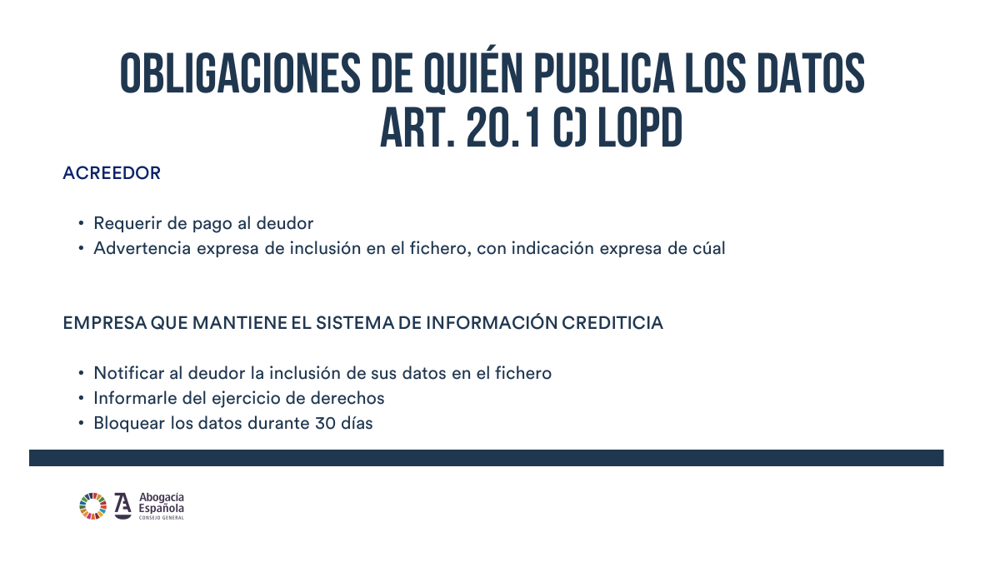 OBLIGACIONES DE QUIÉN PUBLICA LOS DATOS
ART. 20.1 C) LOPD
ACREEDOR
• Requerir de pago al deudor
• Advertencia expresa de inclusión en el fichero, con indicación expresa de cúal
EMPRESA QUE MANTIENE EL SISTEMA DE INFORMACIÓN CREDITICIA
• Notificar al deudor la inclusión de sus datos en el fichero
• Informarle del ejercicio de derechos
• Bloquear los datos durante 30 días
Abogacía
Española
CONSEJO GENERAL